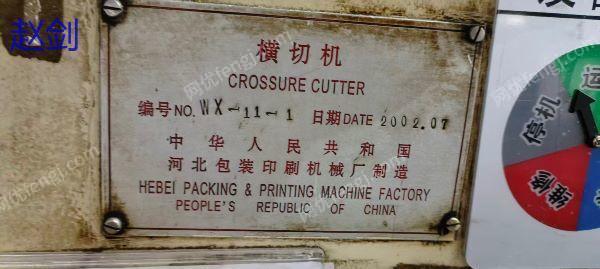 赵剑
横切机
CROSSURE CUTTER
编号NO. WX-11-1 日期DATE 2002.07
中华人民共和国
河北包装印刷机械厂制造
HEBEI PACKING & PRINTING MACHINE FACTORY
PEOPLE'S REPUBLIC OF CHINA
停机
运